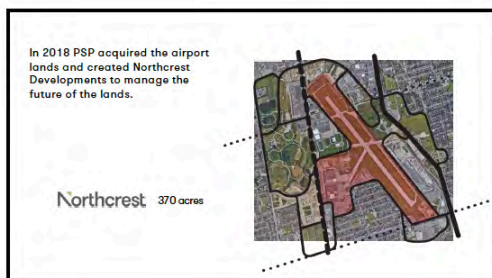 In 2018 PSP acquired the airport
lands and created Northcrest
Developments to manage the
future of the lands.
Northcrest 370 acres